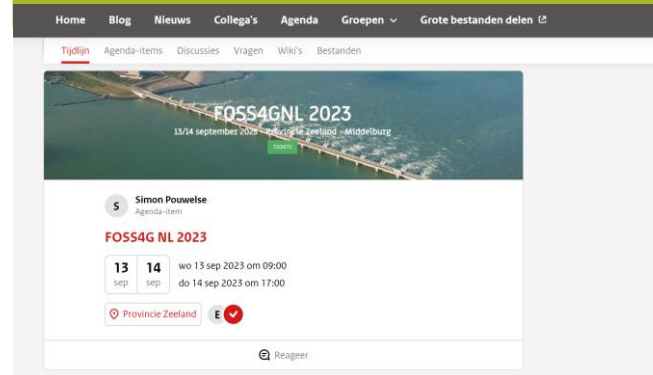 Home Blog Nieuws Collega's Agenda Groepen Grote bestanden delen
Tijdlijn Agenda-items Discussies Vragen Wiki's Bestanden
FOSS4GNL 2023
13/14 september 2023 - Provincie Zeeland - Middelburg
TICKETS
S Simon Pouwelse
Agenda-item
FOSS4G NL 2023
13 14 wo 13 sep 2023 om 09:00
sep sep do 14 sep 2023 om 17:00
Provincie Zeeland E
Reageer